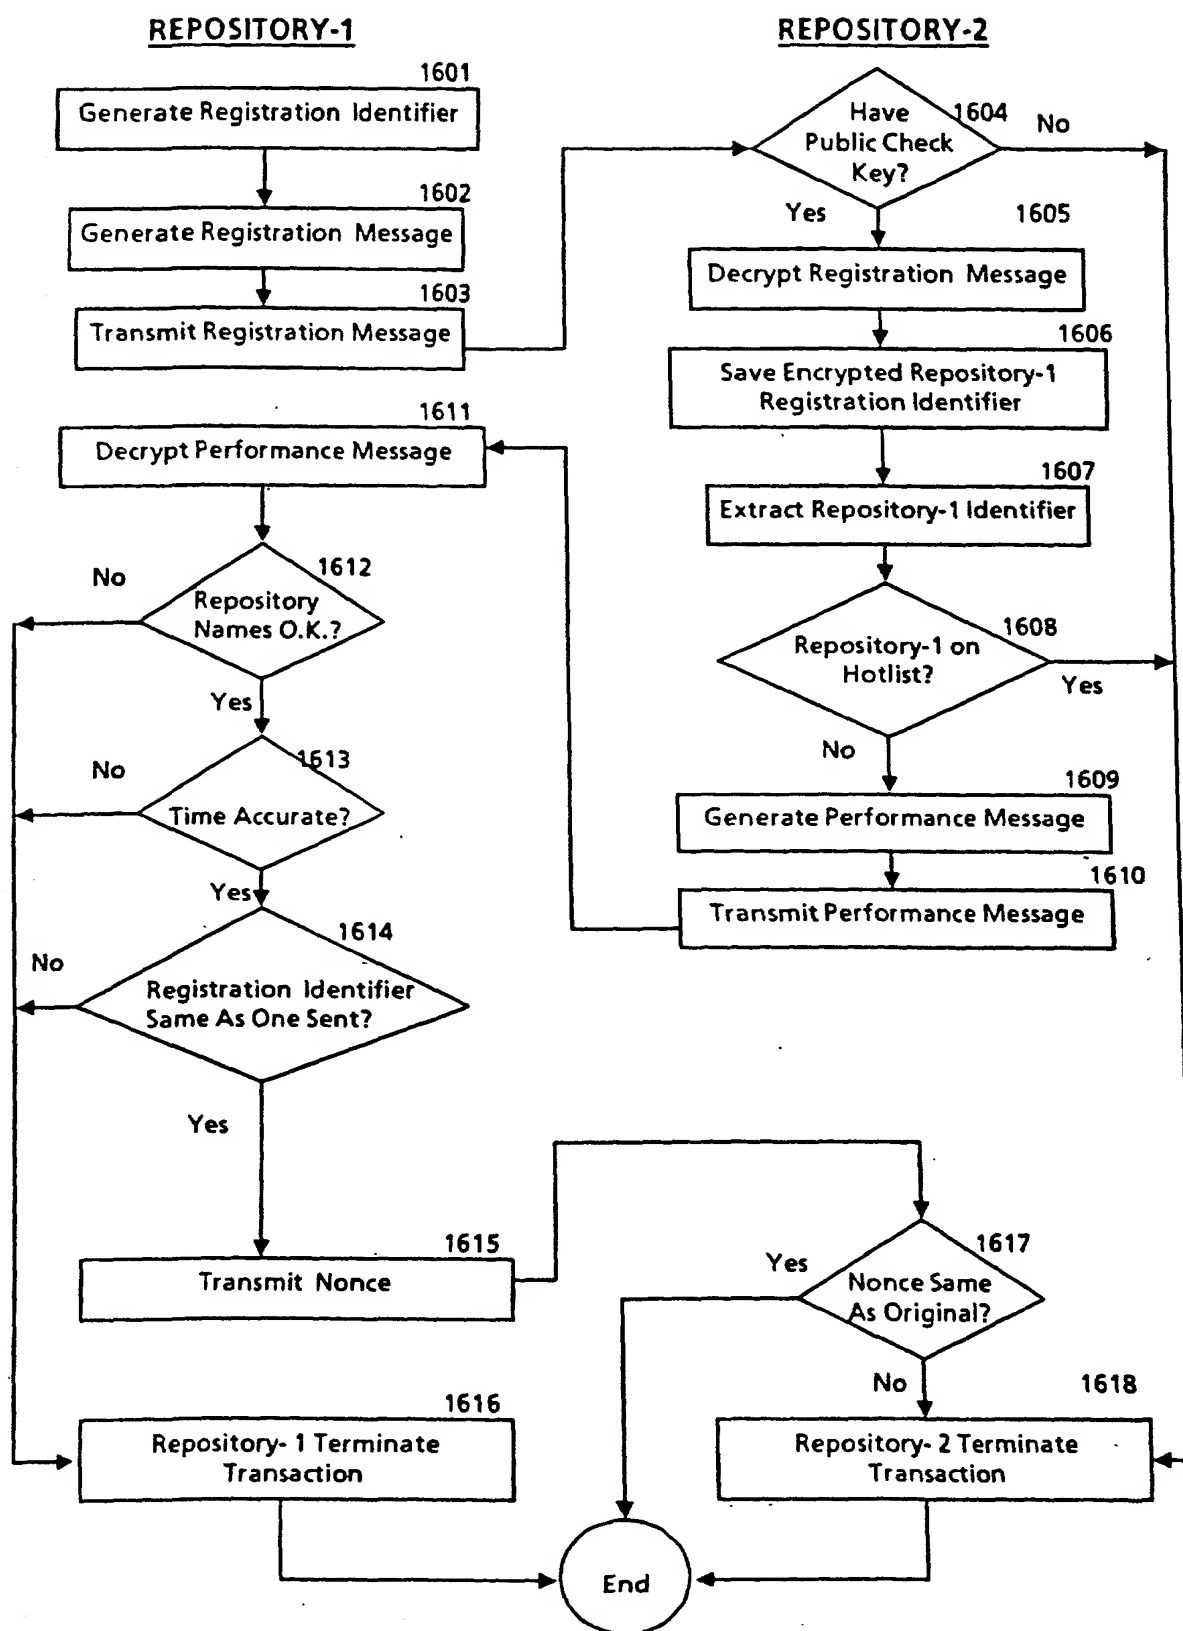 REPOSITORY-1
1601
Generate Registration Identifier
1602
Generate Registration Message
1603
Transmit Registration Message
1611
Decrypt Performance Message
1612
No
Repository
Names O.K.?
Yes
1613
No
Time Accurate?
Yes
1614
No
Registration Identifier
Same As One Sent?
Yes
1615
Transmit Nonce
1616
Repository- 1 Terminate
Transaction
REPOSITORY-2
1604
Have
Public Check
Key?
No
Yes
1605
Decrypt Registration Message
1606
Save Encrypted Repository-1
Registration Identifier
1607
Extract Repository-1 Identifier
1608
Repository-1 on
Hotlist?
Yes
No
1609
Generate Performance Message
1610
Transmit Performance Message
1617
Yes
Nonce Same
As Original?
No
1618
Repository- 2 Terminate
Transaction
End